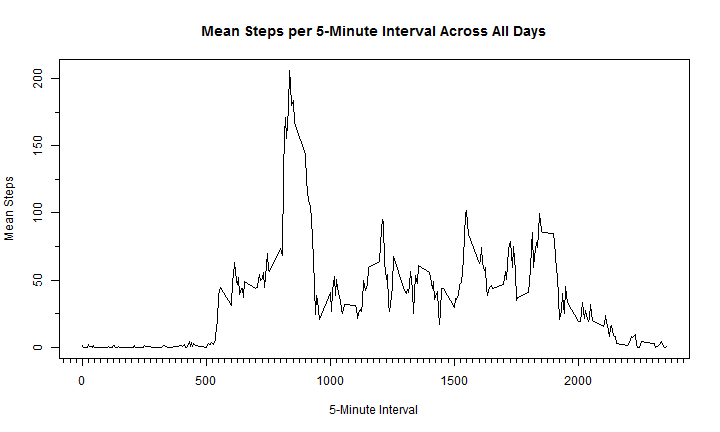 Mean Steps per 5-Minute Interval Across All Days
Mean Steps
200
150
100
50
0
0 500 1000 1500 2000
5-Minute Interval